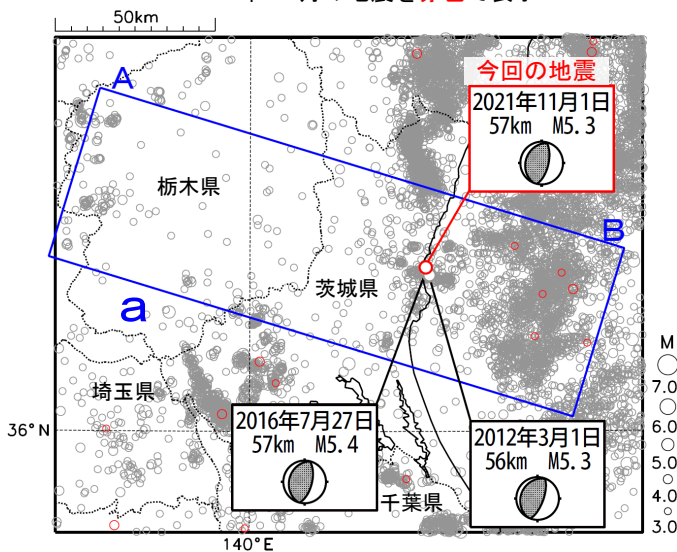 50km
A
今回の地震
2021年11月1日
57km M5.3
栃木県
B
茨城県
a
M
7.0
6.0
5.0
4.0
3.0
埼玉県
36°N
2016年7月27日
57km M5.4
2012年3月1日
56km M5.3
千葉県
140°E